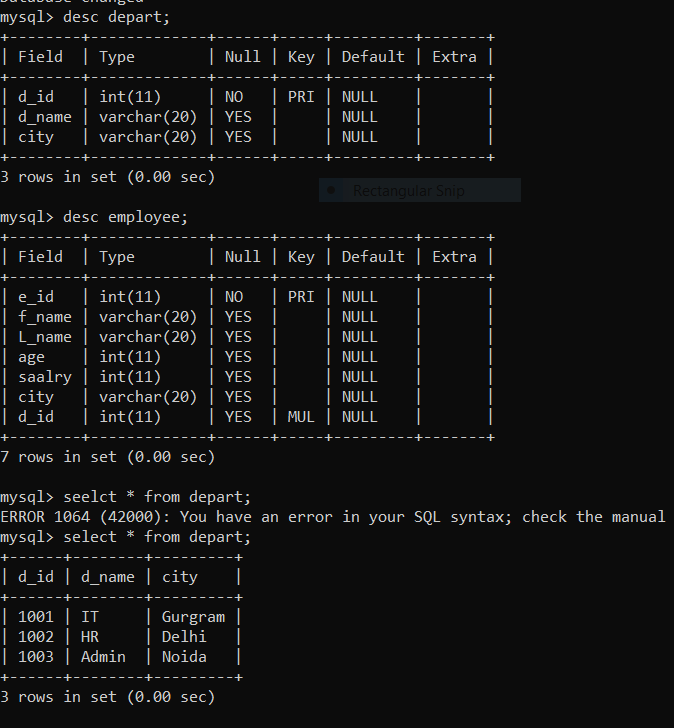 Database changed
mysql> desc depart;
+--------+-------------+------+-----+---------+-------+
| Field  | Type        | Null | Key | Default | Extra |
+--------+-------------+------+-----+---------+-------+
| d_id   | int(11)     | NO   | PRI | NULL    |       |
| d_name | varchar(20) | YES  |     | NULL    |       |
| city   | varchar(20) | YES  |     | NULL    |       |
+--------+-------------+------+-----+---------+-------+
3 rows in set (0.00 sec)
Rectangular Snip
mysql> desc employee;
+--------+-------------+------+-----+---------+-------+
| Field  | Type        | Null | Key | Default | Extra |
+--------+-------------+------+-----+---------+-------+
| e_id   | int(11)     | NO   | PRI | NULL    |       |
| f_name | varchar(20) | YES  |     | NULL    |       |
| L_name | varchar(20) | YES  |     | NULL    |       |
| age    | int(11)     | YES  |     | NULL    |       |
| saalry | int(11)     | YES  |     | NULL    |       |
| city   | varchar(20) | YES  |     | NULL    |       |
| d_id   | int(11)     | YES  | MUL | NULL    |       |
+--------+-------------+------+-----+---------+-------+
7 rows in set (0.00 sec)
mysql> seelct * from depart;
ERROR 1064 (42000): You have an error in your SQL syntax; check the manual
mysql> select * from depart;
+------+--------+---------+
| d_id | d_name | city    |
+------+--------+---------+
| 1001 | IT     | Gurgram |
| 1002 | HR     | Delhi   |
| 1003 | Admin  | Noida   |
+------+--------+---------+
3 rows in set (0.00 sec)